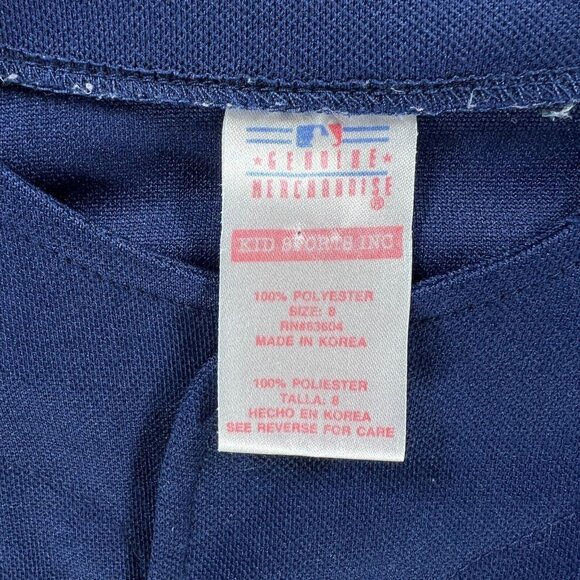 GENUINE
MERCHANDISE
®
KID SPORTS INC
100% POLYESTER
SIZE: 8
RN#63604
MADE IN KOREA
100% POLIESTER
TALLA: 8
HECHO EN KOREA
SEE REVERSE FOR CARE